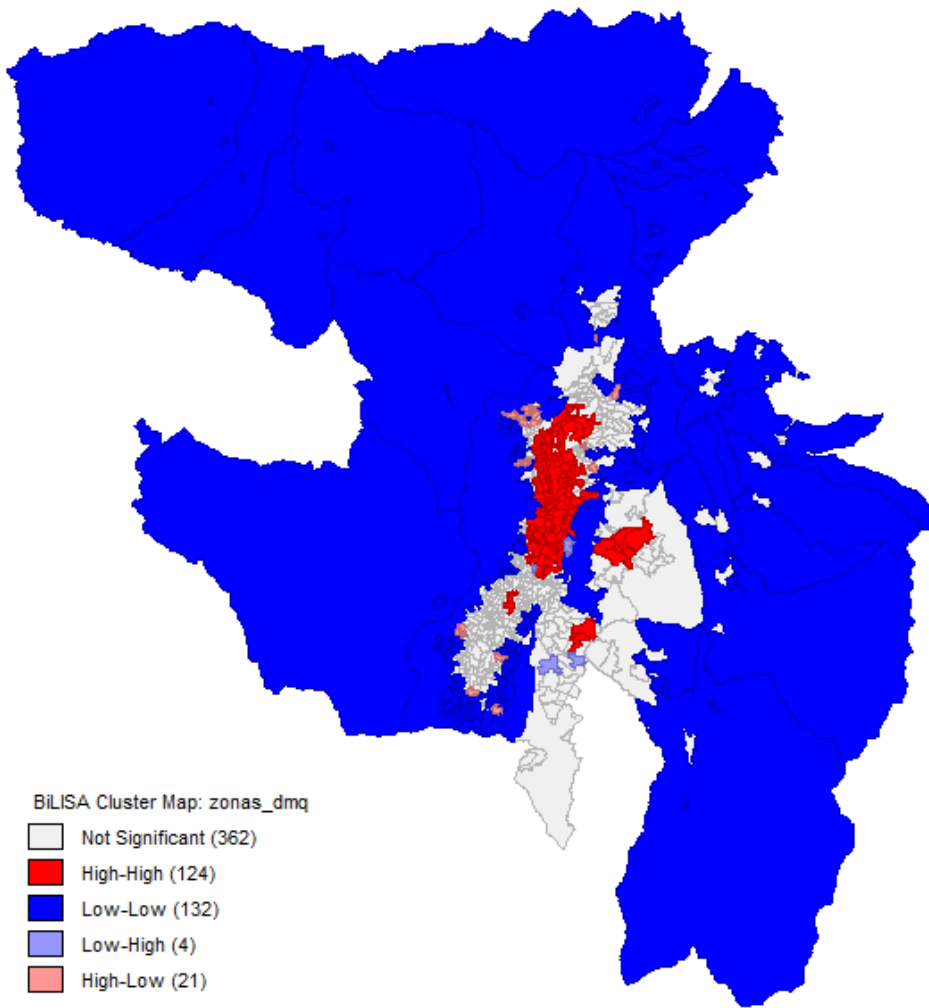 BiLISA Cluster Map: zonas_dmq
Not Significant (362)
High-High (124)
Low-Low (132)
Low-High (4)
High-Low (21)